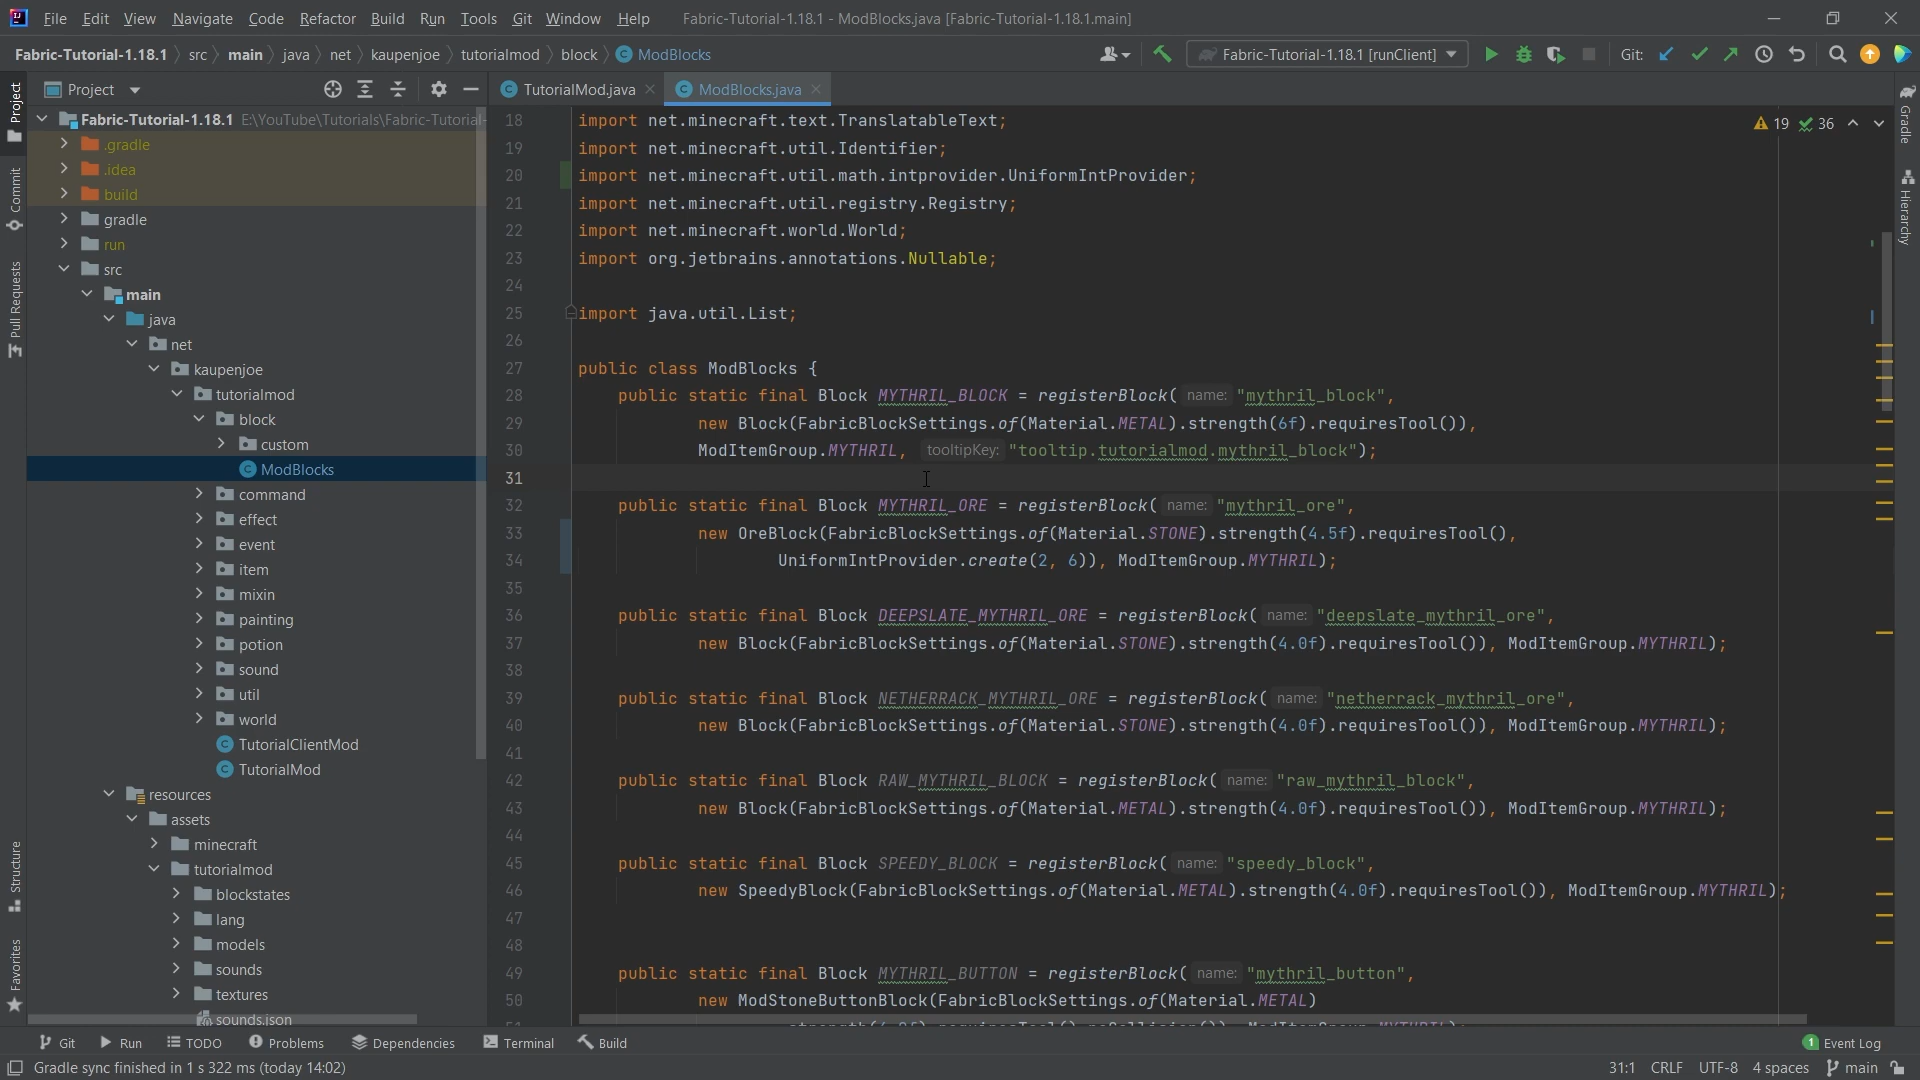 File Edit View Navigate Code Refactor Build Run Tools Git Window Help Fabric-Tutorial-1.18.1 - ModBlocks.java [Fabric-Tutorial-1.18.1.main]
Fabric-Tutorial-1.18.1 src main java net kaupenjoe tutorialmod block ModBlocks Fabric-Tutorial-1.18.1 [runClient] Git:
Project TutorialMod.java ModBlocks.java
Project
Commit
Pull Requests
Structure
Favorites
Fabric-Tutorial-1.18.1 E:\YouTube\Tutorials\Fabric-Tutorial-
.gradle
.idea
build
gradle
run
src
main
java
net
kaupenjoe
tutorialmod
block
custom
ModBlocks
command
effect
event
item
mixin
painting
potion
sound
util
world
TutorialClientMod
TutorialMod
resources
assets
minecraft
tutorialmod
blockstates
lang
models
sounds
textures
sounds.json
19 36
18 import net.minecraft.text.TranslatableText;
19 import net.minecraft.util.Identifier;
20 import net.minecraft.util.math.intprovider.UniformIntProvider;
21 import net.minecraft.util.registry.Registry;
22 import net.minecraft.world.World;
23 import org.jetbrains.annotations.Nullable;
24
25 import java.util.List;
26
27 public class ModBlocks {
28 public static final Block MYTHRIL_BLOCK = registerBlock( name: "mythril_block",
29 new Block(FabricBlockSettings.of(Material.METAL).strength(6f).requiresTool()),
30 ModItemGroup.MYTHRIL, tooltipKey: "tooltip.tutorialmod.mythril_block");
31
32 public static final Block MYTHRIL_ORE = registerBlock( name: "mythril_ore",
33 new OreBlock(FabricBlockSettings.of(Material.STONE).strength(4.5f).requiresTool(),
34 UniformIntProvider.create(2, 6)), ModItemGroup.MYTHRIL);
35
36 public static final Block DEEPSLATE_MYTHRIL_ORE = registerBlock( name: "deepslate_mythril_ore",
37 new Block(FabricBlockSettings.of(Material.STONE).strength(4.0f).requiresTool()), ModItemGroup.MYTHRIL);
38
39 public static final Block NETHERRACK_MYTHRIL_ORE = registerBlock( name: "netherrack_mythril_ore",
40 new Block(FabricBlockSettings.of(Material.STONE).strength(4.0f).requiresTool()), ModItemGroup.MYTHRIL);
41
42 public static final Block RAW_MYTHRIL_BLOCK = registerBlock( name: "raw_mythril_block",
43 new Block(FabricBlockSettings.of(Material.METAL).strength(4.0f).requiresTool()), ModItemGroup.MYTHRIL);
44
45 public static final Block SPEEDY_BLOCK = registerBlock( name: "speedy_block",
46 new SpeedyBlock(FabricBlockSettings.of(Material.METAL).strength(4.0f).requiresTool()), ModItemGroup.MYTHRIL);
47
48
49 public static final Block MYTHRIL_BUTTON = registerBlock( name: "mythril_button",
50 new ModStoneButtonBlock(FabricBlockSettings.of(Material.METAL)
Gradle
Hierarchy
Git Run TODO Problems Dependencies Terminal Build 1 Event Log
Gradle sync finished in 1 s 322 ms (today 14:02) 31:1 CRLF UTF-8 4 spaces main